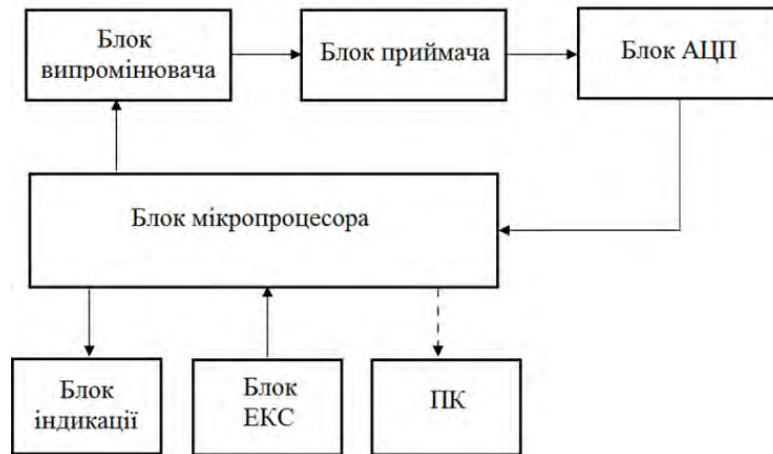 Блок
випромінювача
Блок приймача
Блок АЦП
Блок мікропроцесора
Блок
індикації
Блок
ЕКС
ПК